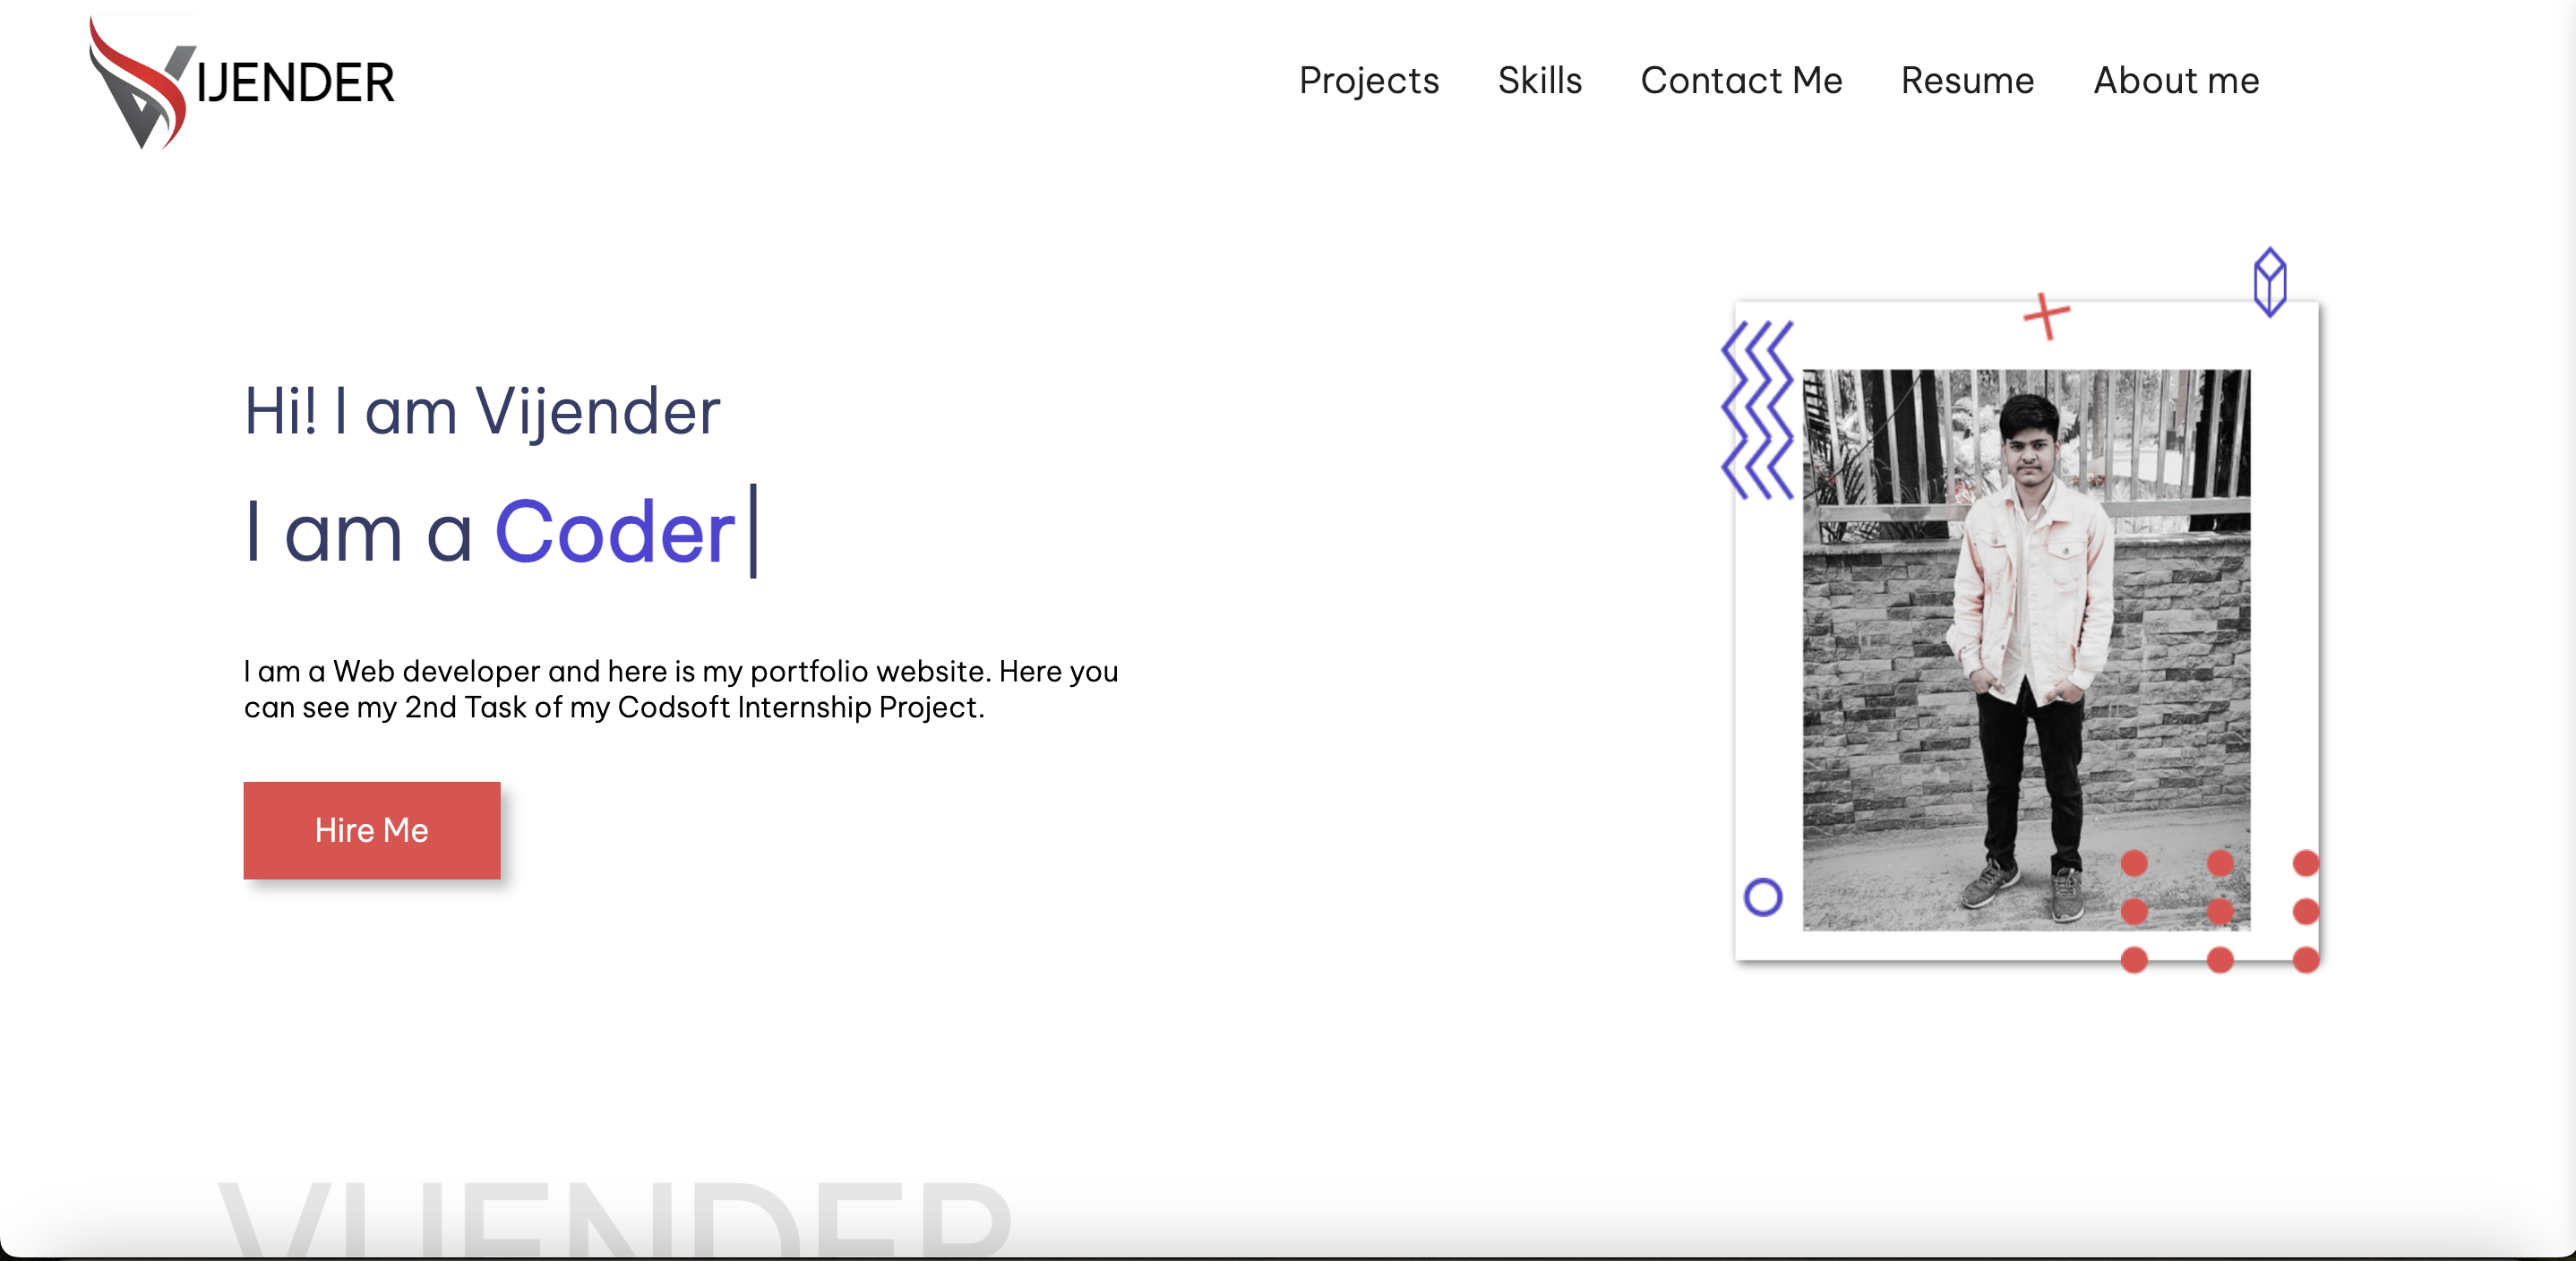 VIJENDER
Projects Skills Contact Me Resume About me
Hi! I am Vijender
I am a Coder
I am a Web developer and here is my portfolio website. Here you
can see my 2nd Task of my Codsoft Internship Project.
Hire Me
VIJENDER